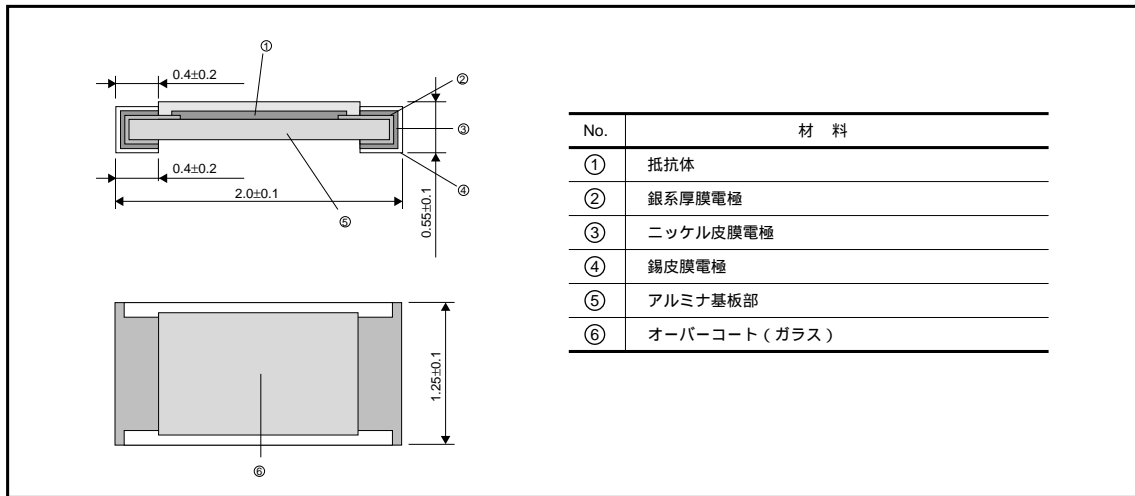 ①
0.4±0.2
②
③
0.4±0.2
④
2.0±0.1
⑤
0.55±0.1
1.25±0.1
⑥
No. 材 料
① 抵抗体
② 銀系厚膜電極
③ ニッケル皮膜電極
④ 錫皮膜電極
⑤ アルミナ基板部
⑥ オーバーコート ( ガラス )